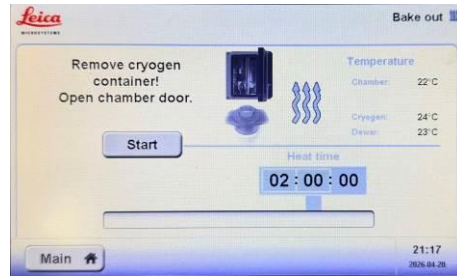 Leica
MICROSYSTEMS
Bake out
Remove cryogen
container!
Open chamber door.
Start
Temperature
Chamber: 22°C
Cryogen: 24°C
Dewar: 23°C
Heat time
02 : 00 : 00
Main
21:17
2026-04-20